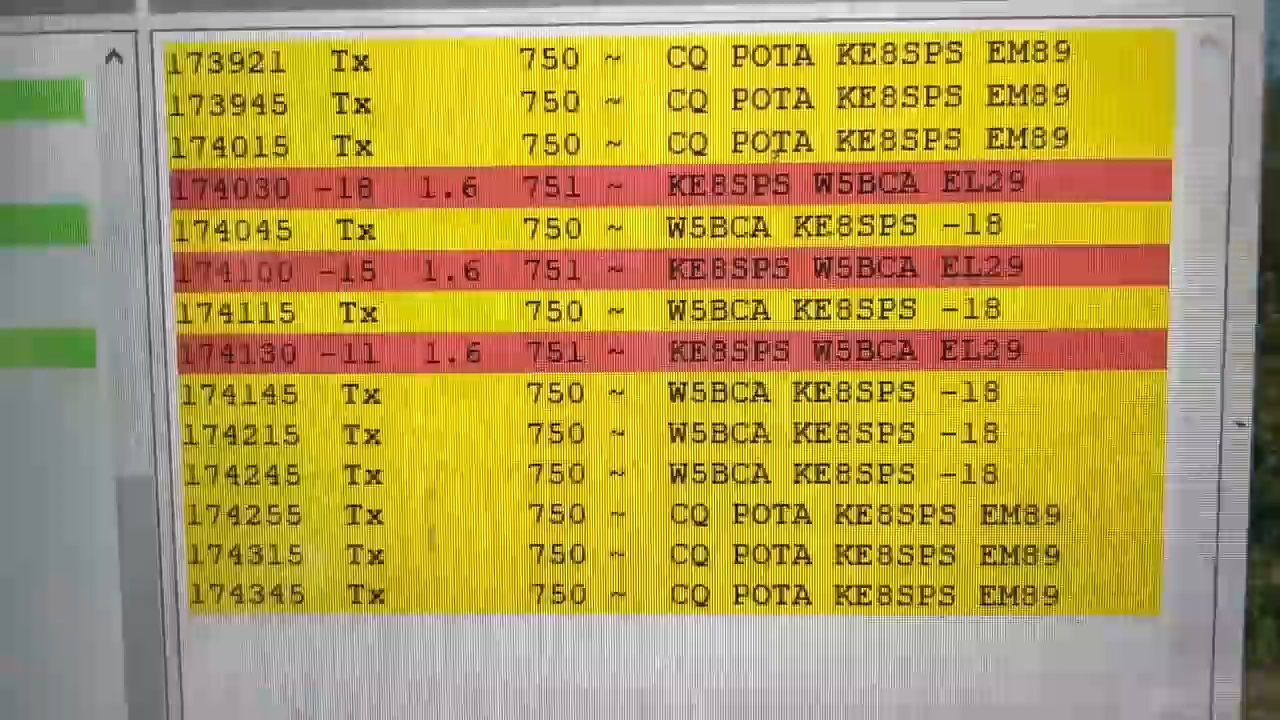 173921 Tx 750 ~ CQ POTA KE8SPS EM89
173945 Tx 750 ~ CQ POTA KE8SPS EM89
174015 Tx 750 ~ CQ POTA KE8SPS EM89
174030 -18 1.6 751 ~ KE8SPS W5BCA EL29
174045 Tx 750 ~ W5BCA KE8SPS -18
174100 -15 1.6 751 ~ KE8SPS W5BCA EL29
174115 Tx 750 ~ W5BCA KE8SPS -18
174130 -11 1.6 751 ~ KE8SPS W5BCA EL29
174145 Tx 750 ~ W5BCA KE8SPS -18
174215 Tx 750 ~ W5BCA KE8SPS -18
174245 Tx 750 ~ W5BCA KE8SPS -18
174255 Tx 750 ~ CQ POTA KE8SPS EM89
174315 Tx 750 ~ CQ POTA KE8SPS EM89
174345 Tx 750 ~ CQ POTA KE8SPS EM89